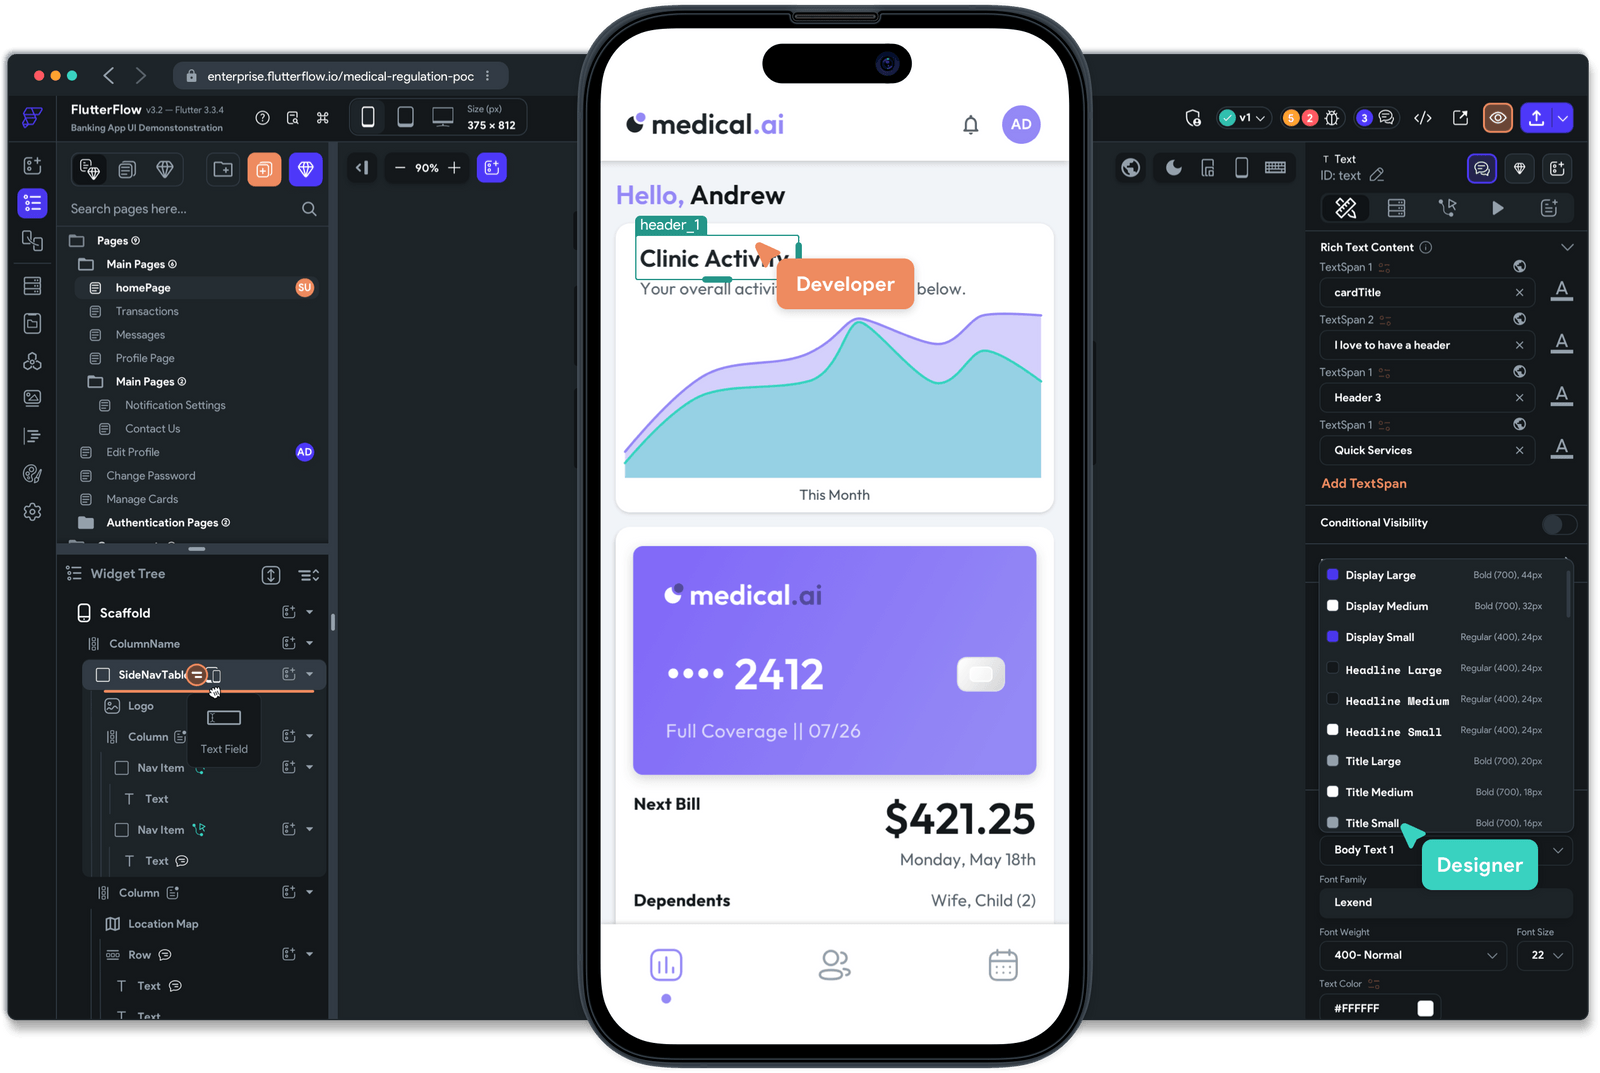 enterprise.flutterflow.io/medical-regulation-poc
FlutterFlow v3.2 — Flutter 3.3.4
Banking App UI Demonstonstration
Size (px)
375 × 812
v1
5
2
3
90%
Search pages here...
Pages 9
Main Pages 6
homePage
SU
Transactions
Messages
Profile Page
Main Pages 2
Notification Settings
Contact Us
Edit Profile
AD
Change Password
Manage Cards
Authentication Pages 2
Widget Tree
Scaffold
ColumnName
SideNavTabl
Logo
Column
Text Field
Nav Item
Text
Nav Item
Text
Column
Location Map
Row
Text
Text
medical.ai
AD
Hello, Andrew
header_1
Clinic Activity
Developer
Your overall activi below.
This Month
medical.ai
•••• 2412
Full Coverage || 07/26
Next Bill
$421.25
Monday, May 18th
Dependents
Wife, Child (2)
T Text
ID: text
Rich Text Content
TextSpan 1
cardTitle
A
TextSpan 2
I love to have a header
A
TextSpan 1
Header 3
A
TextSpan 1
Quick Services
A
Add TextSpan
Conditional Visibility
Display Large Bold (700), 44px
Display Medium Bold (700), 32px
Display Small Regular (400), 24px
Headline Large Regular (400), 24px
Headline Medium Regular (400), 24px
Headline Small Regular (400), 24px
Title Large Bold (700), 20px
Title Medium Bold (700), 18px
Title Small Bold (700), 16px
Body Text 1
Designer
Font Family
Lexend
Font Weight Font Size
400- Normal 22
Text Color
#FFFFFF